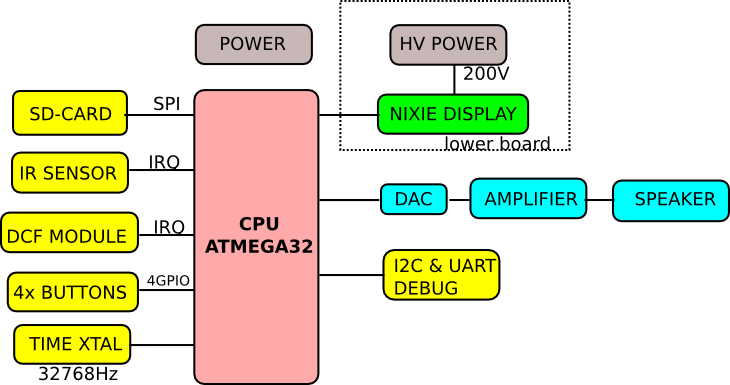 POWER
HV POWER
200V
SD-CARD
SPI
NIXIE DISPLAY
lower board
IR SENSOR
IRQ
DAC
AMPLIFIER
SPEAKER
DCF MODULE
IRQ
CPU
ATMEGA32
I2C & UART
DEBUG
4x BUTTONS
4GPIO
TIME XTAL
32768Hz